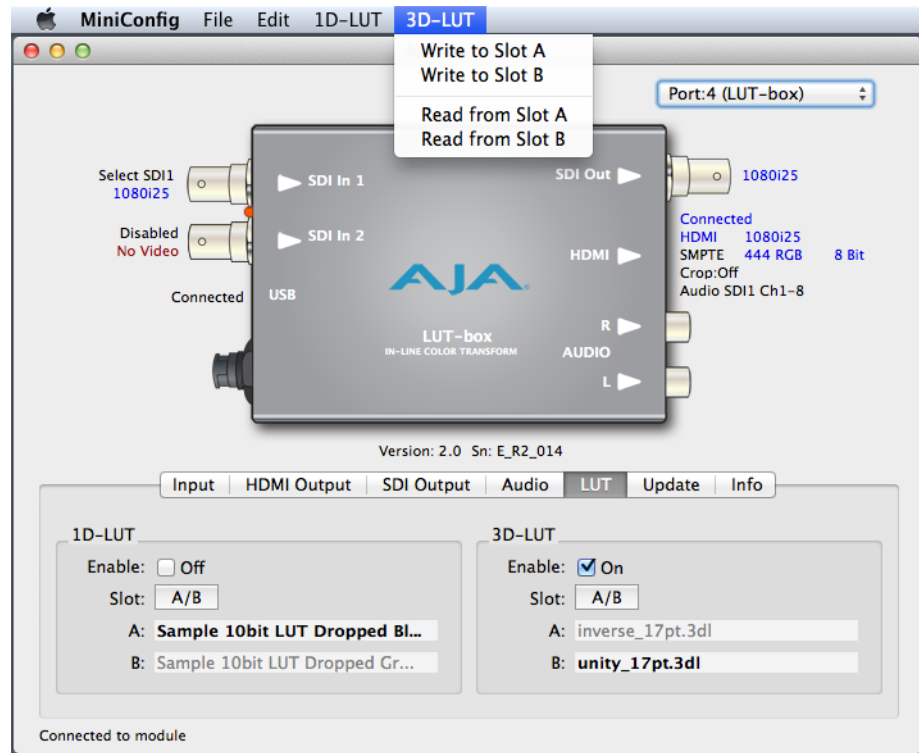 MiniConfig File Edit 1D-LUT 3D-LUT
Write to Slot A
Write to Slot B
Read from Slot A
Read from Slot B
Port:4 (LUT-box)
Select SDI1
1080i25
Disabled
No Video
Connected
SDI In 1
SDI In 2
USB
AJA
LUT-box
IN-LINE COLOR TRANSFORM
SDI Out
HDMI
R
AUDIO
L
1080i25
Connected
HDMI 1080i25
SMPTE 444 RGB 8 Bit
Crop:Off
Audio SDI1 Ch1-8
Version: 2.0 Sn: E_R2_014
Input HDMI Output SDI Output Audio LUT Update Info
1D-LUT
Enable: Off
Slot: A/B
A: Sample 10bit LUT Dropped Bl...
B: Sample 10bit LUT Dropped Gr...
3D-LUT
Enable: On
Slot: A/B
A: inverse_17pt.3dl
B: unity_17pt.3dl
Connected to module